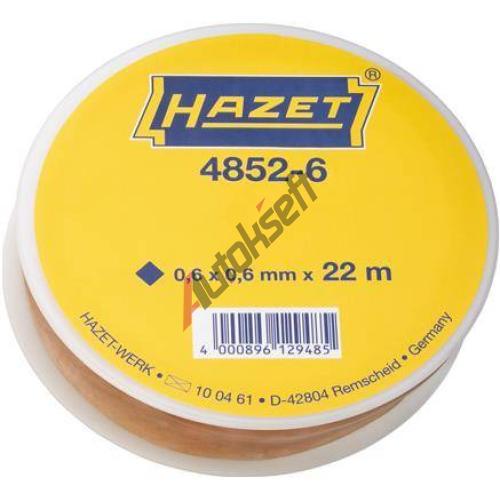 HAZET ®
4852-6
0,6 x 0,6 mm x 22 m
4 000896 129485
HAZET-WERK • 10 04 61 • D-42804 Remscheid • Germany
Autokseft